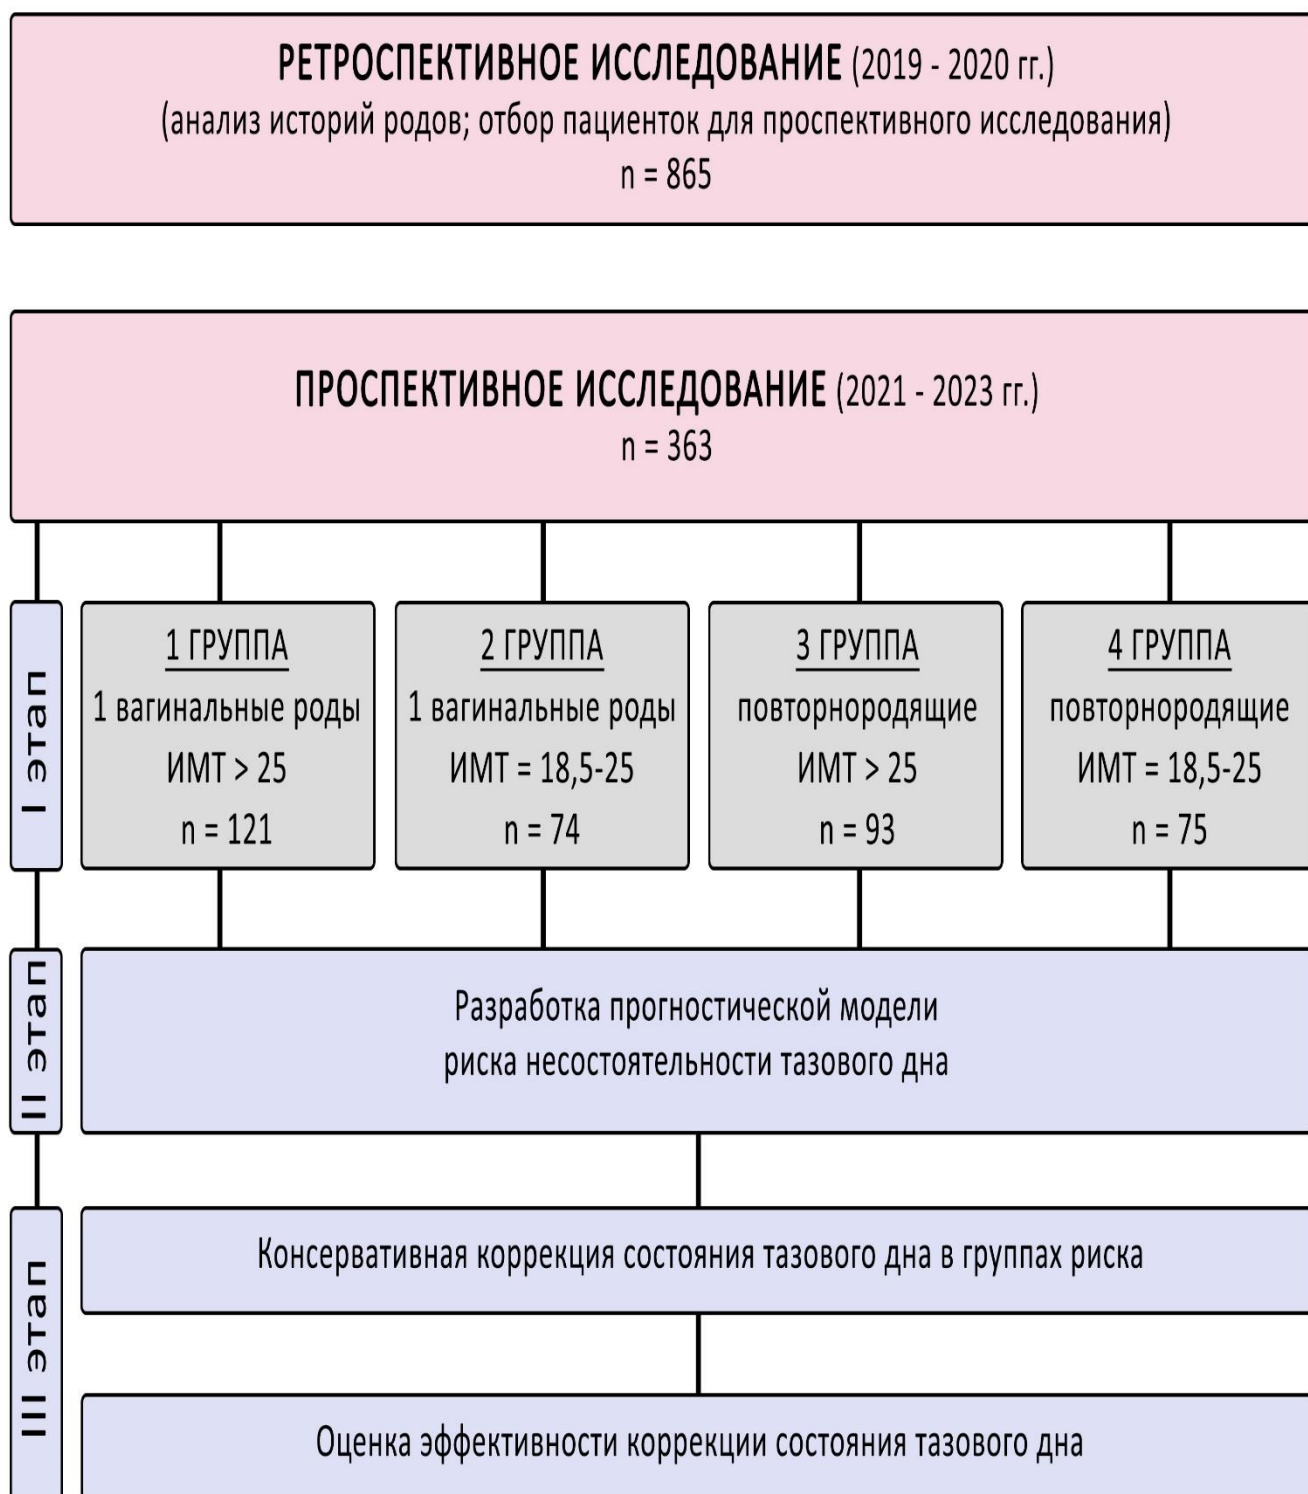 РЕТРОСПЕКТИВНОЕ ИССЛЕДОВАНИЕ (2019 - 2020 гг.)
(анализ историй родов; отбор пациенток для проспективного исследования)
n = 865
ПРОСПЕКТИВНОЕ ИССЛЕДОВАНИЕ (2021 - 2023 гг.)
n = 363
I этап
1 ГРУППА
1 вагинальные роды
ИМТ > 25
n = 121
2 ГРУППА
1 вагинальные роды
ИМТ = 18,5-25
n = 74
3 ГРУППА
повторнородящие
ИМТ > 25
n = 93
4 ГРУППА
повторнородящие
ИМТ = 18,5-25
n = 75
II этап
Разработка прогностической модели
риска несостоятельности тазового дна
III этап
Консервативная коррекция состояния тазового дна в группах риска
Оценка эффективности коррекции состояния тазового дна